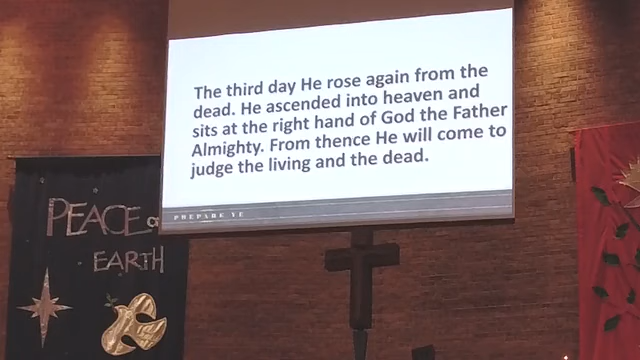 The third day He rose again from the
dead. He ascended into heaven and
sits at the right hand of God the Father
Almighty. From thence He will come to
judge the living and the dead.
PREPARE YE
PEACE
EARTH